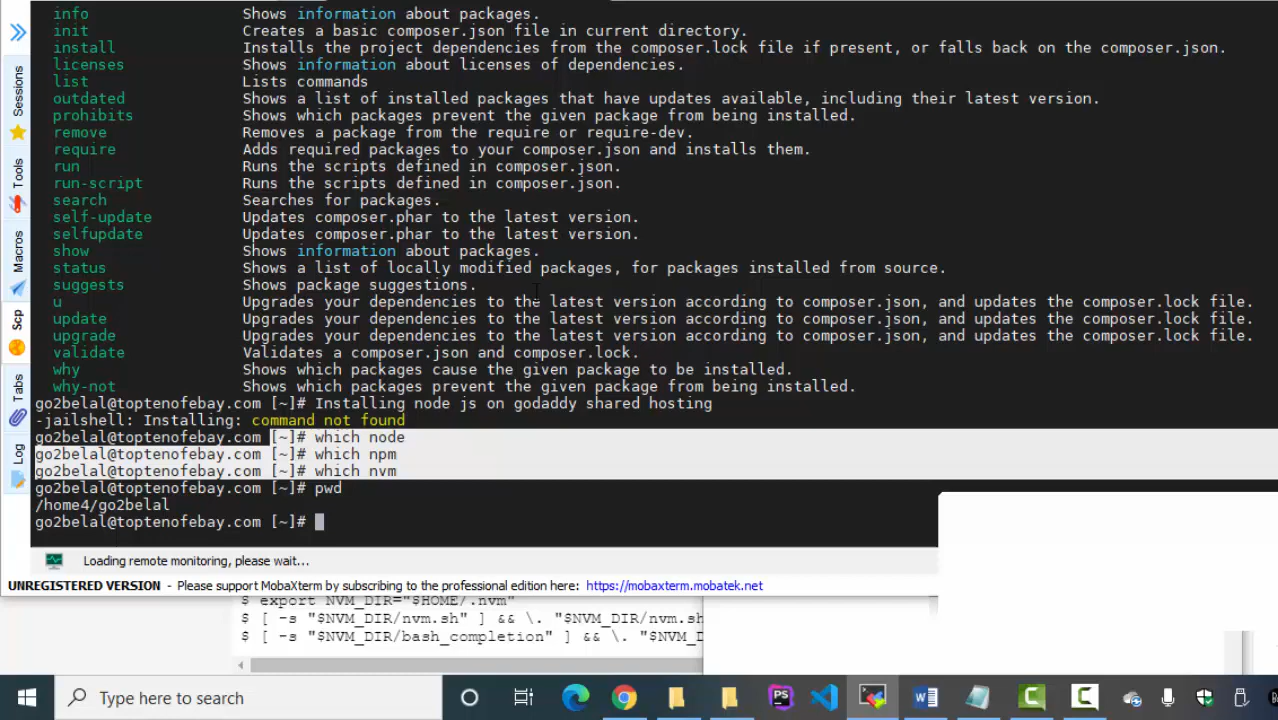 info Shows information about packages.
init Creates a basic composer.json file in current directory.
install Installs the project dependencies from the composer.lock file if present, or falls back on the composer.json.
licenses Shows information about licenses of dependencies.
list Lists commands
outdated Shows a list of installed packages that have updates available, including their latest version.
prohibits Shows which packages prevent the given package from being installed.
remove Removes a package from the require or require-dev.
require Adds required packages to your composer.json and installs them.
run Runs the scripts defined in composer.json.
run-script Runs the scripts defined in composer.json.
search Searches for packages.
self-update Updates composer.phar to the latest version.
selfupdate Updates composer.phar to the latest version.
show Shows information about packages.
status Shows a list of locally modified packages, for packages installed from source.
suggests Shows package suggestions.
u Upgrades your dependencies to the latest version according to composer.json, and updates the composer.lock file.
update Upgrades your dependencies to the latest version according to composer.json, and updates the composer.lock file.
upgrade Upgrades your dependencies to the latest version according to composer.json, and updates the composer.lock file.
validate Validates a composer.json and composer.lock.
why Shows which packages cause the given package to be installed.
why-not Shows which packages prevent the given package from being installed.
go2belal@toptenofebay.com [~]# Installing node js on godaddy shared hosting
-jailshell: Installing: command not found
go2belal@toptenofebay.com [~]# which node
go2belal@toptenofebay.com [~]# which npm
go2belal@toptenofebay.com [~]# which nvm
go2belal@toptenofebay.com [~]# pwd
/home4/go2belal
go2belal@toptenofebay.com [~]#
Sessions
Tools
Macros
Scp
Tabs
Log
Loading remote monitoring, please wait...
UNREGISTERED VERSION - Please support MobaXterm by subscribing to the professional edition here: https://mobaxterm.mobatek.net
$ export NVM_DIR="$HOME/.nvm"
$ [ -s "$NVM_DIR/nvm.sh" ] && \. "$NVM_DIR/nvm.sh
$ [ -s "$NVM_DIR/bash_completion" ] && \. "$NVM_D
Type here to search
PS